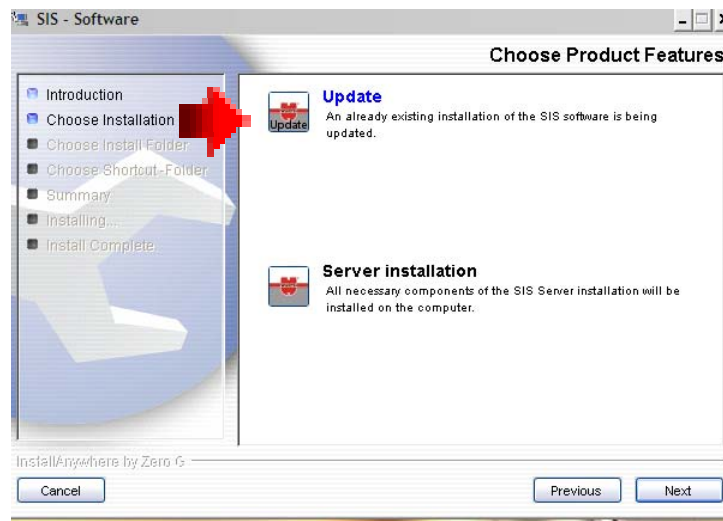 SIS - Software
Choose Product Features
Introduction
Choose Installation
Choose Install Folder
Choose Shortcut-Folder
Summary
Installing...
Install Complete
Update
Update
An already existing installation of the SIS software is being
updated.
Server installation
All necessary components of the SIS Server installation will be
installed on the computer.
InstallAnywhere by Zero G
Cancel
Previous
Next